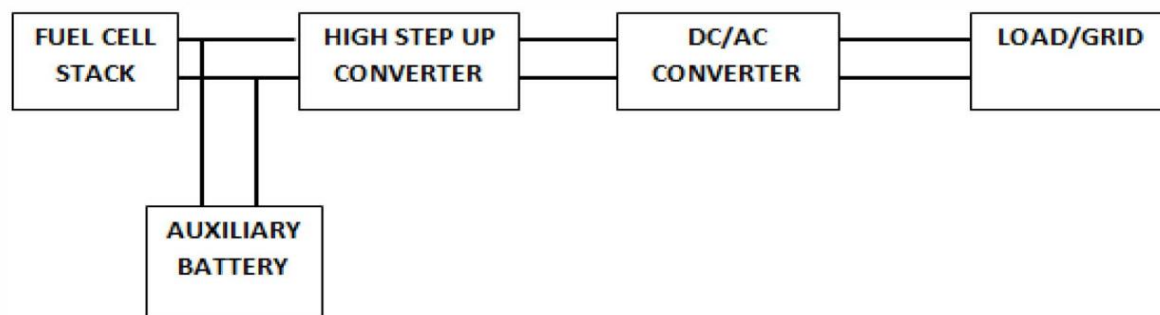 FUEL CELL
STACK
HIGH STEP UP
CONVERTER
DC/AC
CONVERTER
LOAD/GRID
AUXILIARY
BATTERY